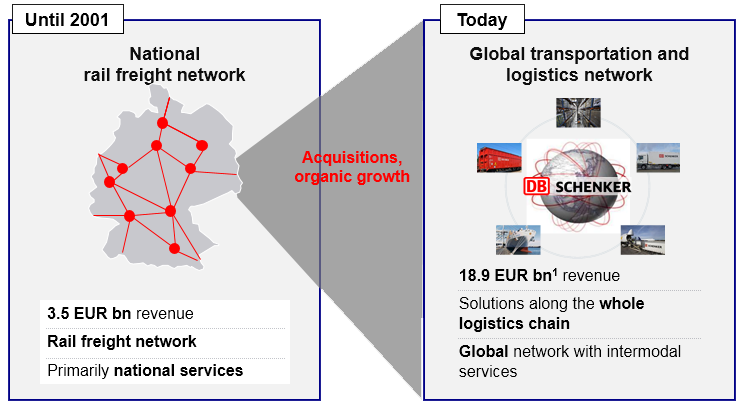 Until 2001
National
rail freight network
3.5 EUR bn revenue
Rail freight network
Primarily national services
Acquisitions,
organic growth
Today
Global transportation and
logistics network
DB SCHENKER
18.9 EUR bn¹ revenue
Solutions along the whole
logistics chain
Global network with intermodal
services